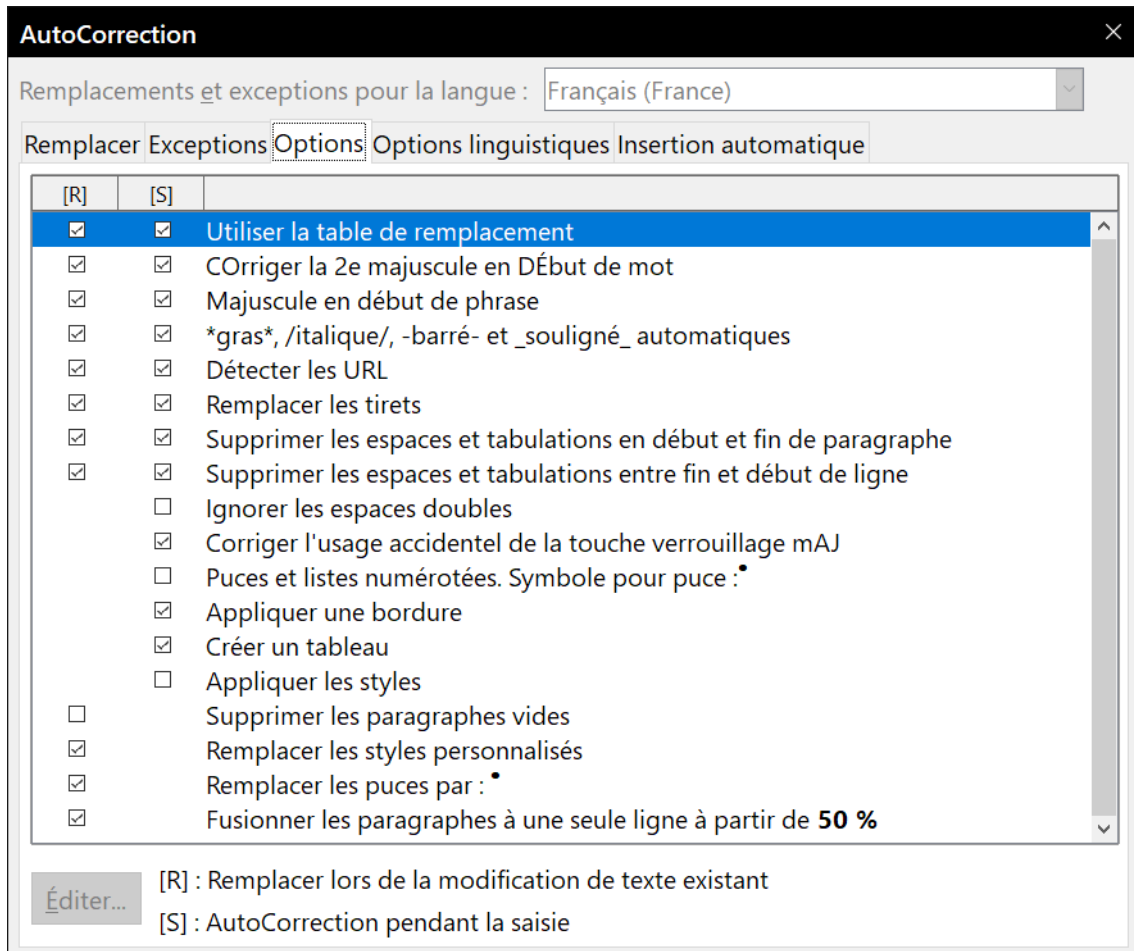 AutoCorrection
Remplacements et exceptions pour la langue : Français (France)
Remplacer Exceptions Options Options linguistiques Insertion automatique
[R] [S]
Utiliser la table de remplacement
COrriger la 2e majuscule en DÉbut de mot
Majuscule en début de phrase
*gras*, /italique/, -barré- et _souligné_ automatiques
Détecter les URL
Remplacer les tirets
Supprimer les espaces et tabulations en début et fin de paragraphe
Supprimer les espaces et tabulations entre fin et début de ligne
Ignorer les espaces doubles
Corriger l'usage accidentel de la touche verrouillage mAJ
Puces et listes numérotées. Symbole pour puce :•
Appliquer une bordure
Créer un tableau
Appliquer les styles
Supprimer les paragraphes vides
Remplacer les styles personnalisés
Remplacer les puces par : •
Fusionner les paragraphes à une seule ligne à partir de 50 %
[R] : Remplacer lors de la modification de texte existant
Éditer...
[S] : AutoCorrection pendant la saisie